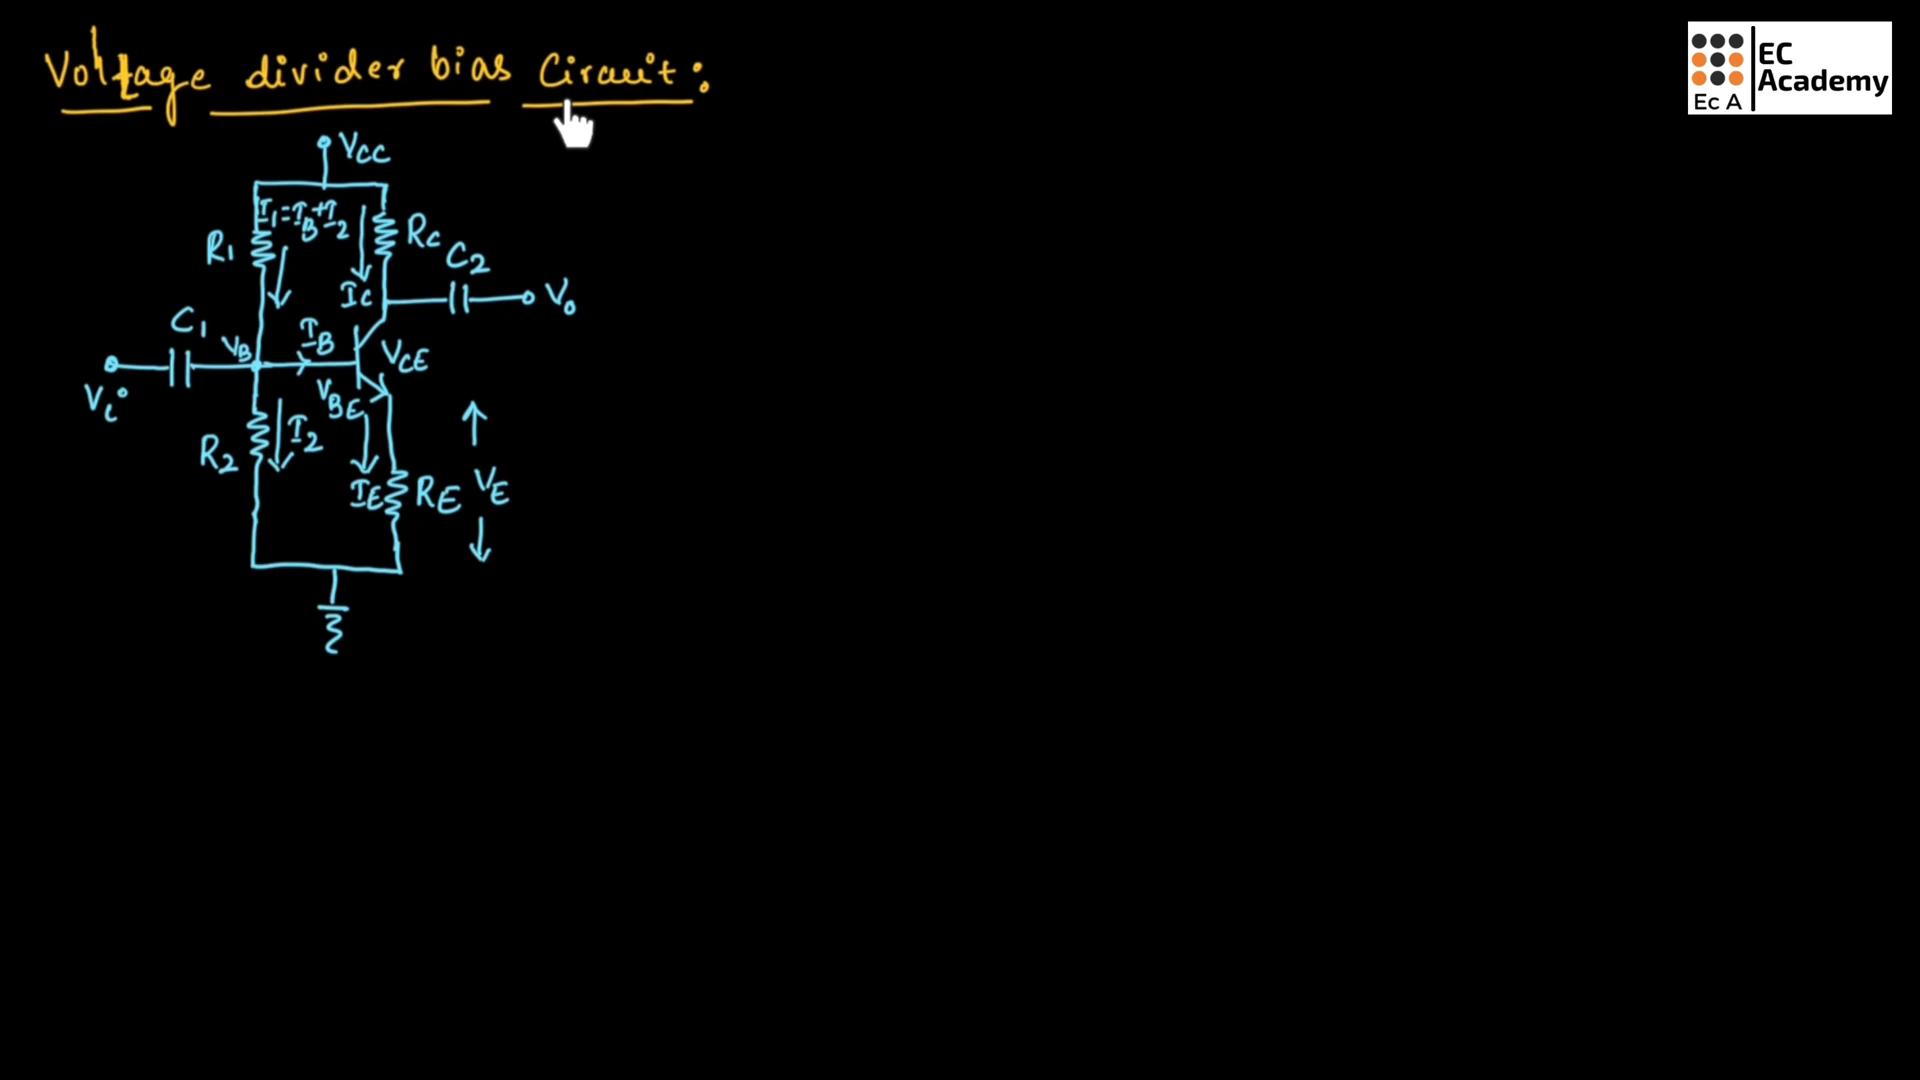 Voltage divider bias Circuit :
EC
Academy
Ec A
VCC
I1=IB+I2
R1
RC
C2
IC
Vo
C1
VB
IB
VCE
Vi
VBE
I2
R2
IE
RE
VE